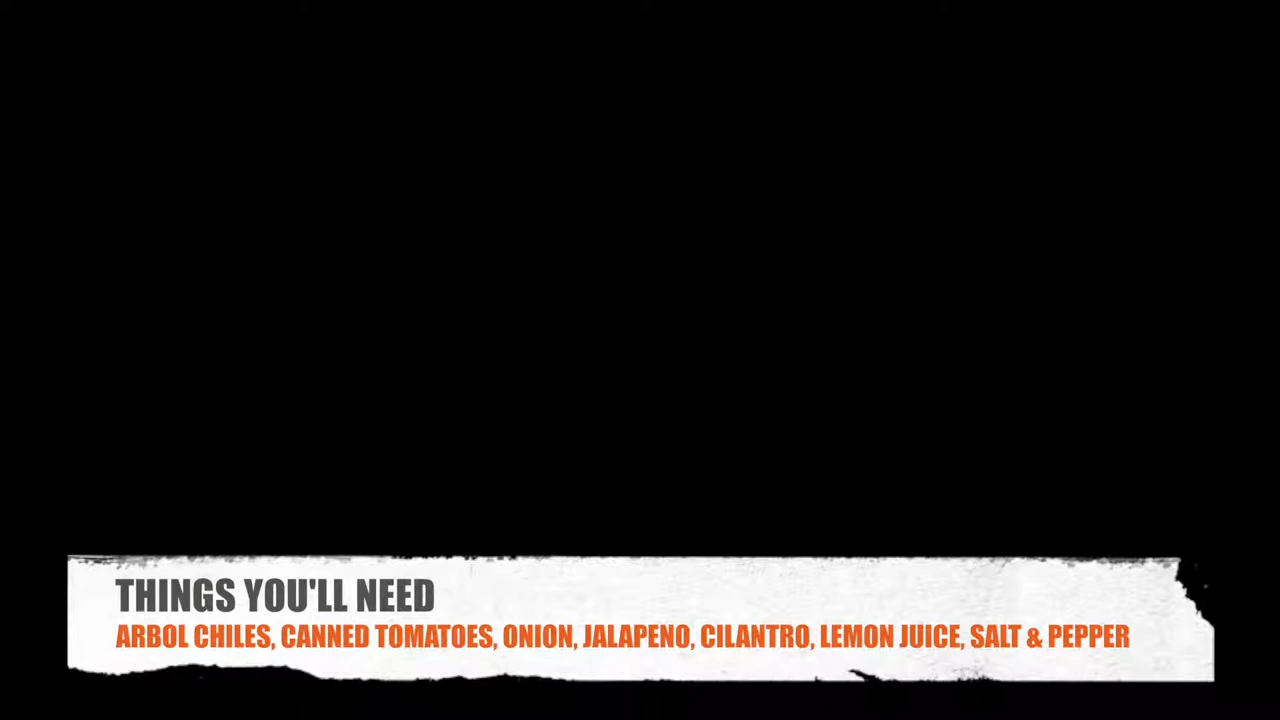 THINGS YOU'LL NEED
ARBOL CHILES, CANNED TOMATOES, ONION, JALAPENO, CILANTRO, LEMON JUICE, SALT & PEPPER